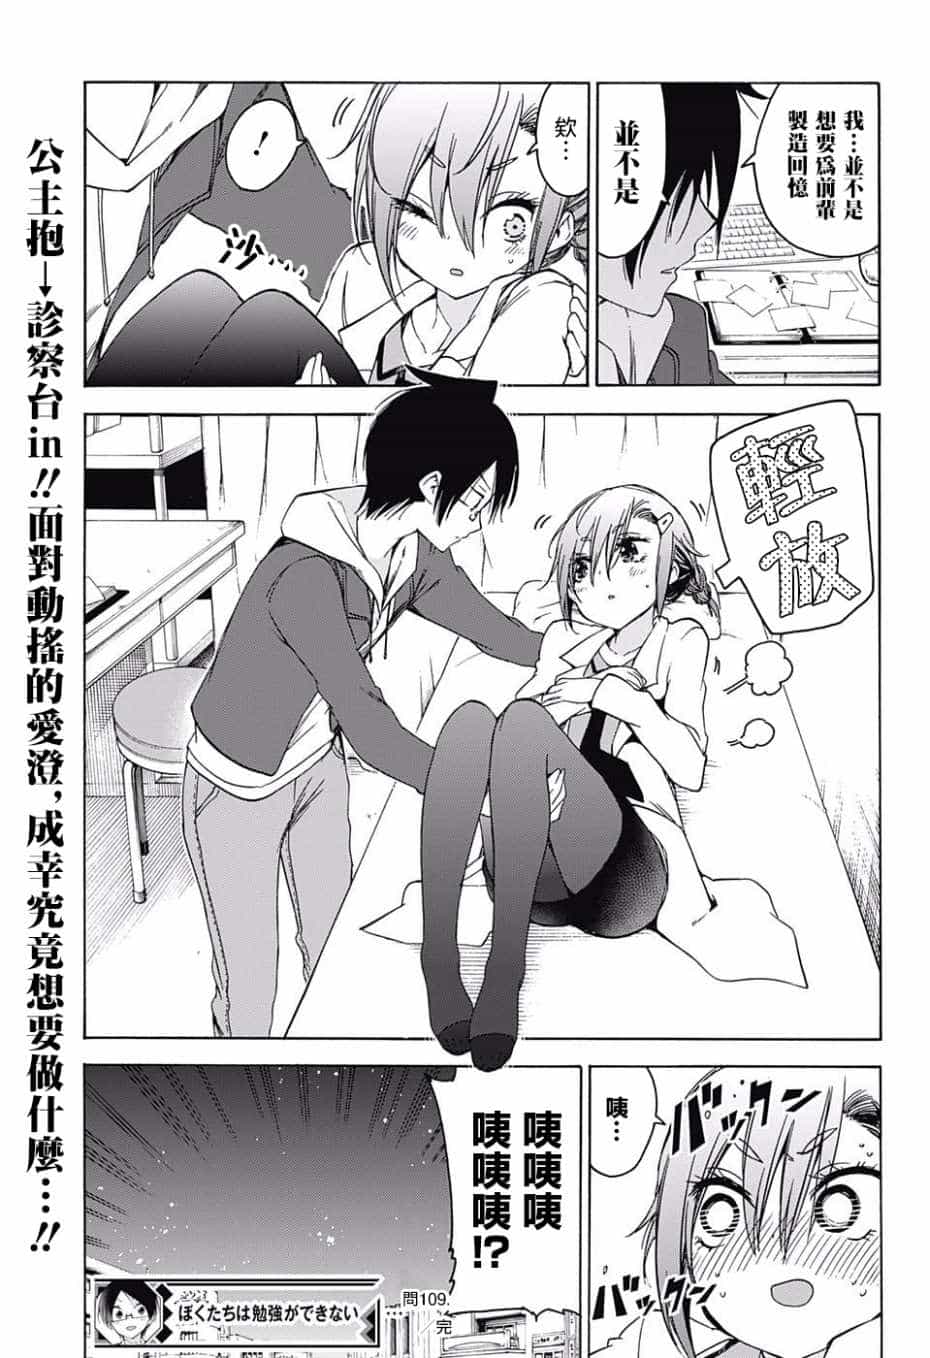 我…並不是
想要為前輩
製造回憶
並不是
欸…
！
沙…
輕放
咦…
バックン
バックン
咦咦咦
咦咦咦!?
ぼくたちは勉強ができない
……
問109.
／完
公主抱→診察台in!!面對動搖的愛澄，成幸究竟想要做什麼…!!